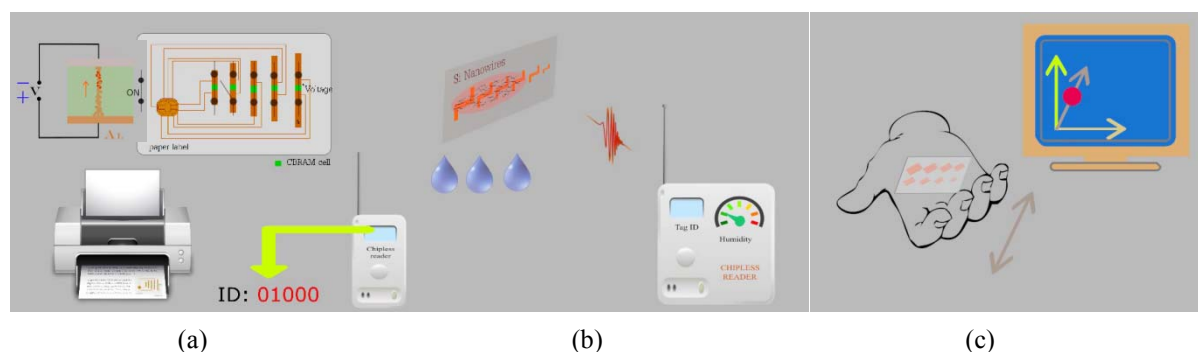 V
ON
Voltage
paper label
CBRAM cell
Chipless
reader
ID: 01000
Si Nanowires
Tag ID
Humidity
CHIPLESS
READER
(a)
(b)
(c)